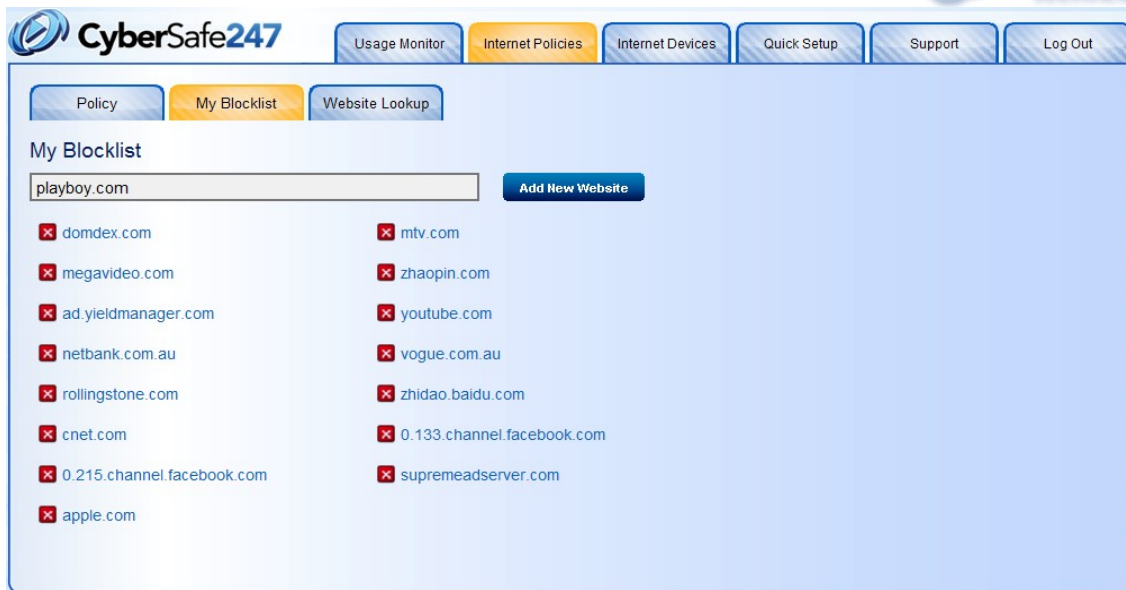 CyberSafe247
Usage Monitor Internet Policies Internet Devices Quick Setup Support Log Out
Policy My Blocklist Website Lookup
My Blocklist
playboy.com Add New Website
domdex.com mtv.com
megavideo.com zhaopin.com
ad.yieldmanager.com youtube.com
netbank.com.au vogue.com.au
rollingstone.com zhidao.baidu.com
cnet.com 0.133.channel.facebook.com
0.215.channel.facebook.com supremeadserver.com
apple.com